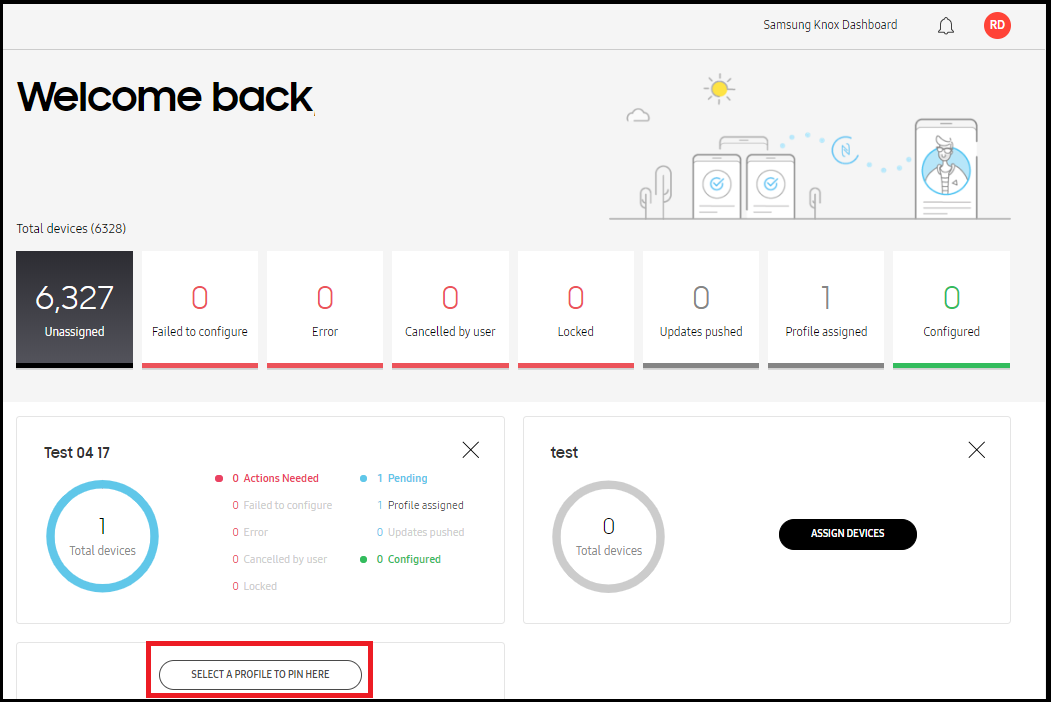 Samsung Knox Dashboard
RD
Welcome back,
Total devices (6328)
6,327
Unassigned
0
Failed to configure
0
Error
0
Cancelled by user
0
Locked
0
Updates pushed
1
Profile assigned
0
Configured
Test 04 17
1
Total devices
0 Actions Needed
0 Failed to configure
0 Error
0 Cancelled by user
0 Locked
1 Pending
1 Profile assigned
0 Updates pushed
0 Configured
test
0
Total devices
ASSIGN DEVICES
SELECT A PROFILE TO PIN HERE